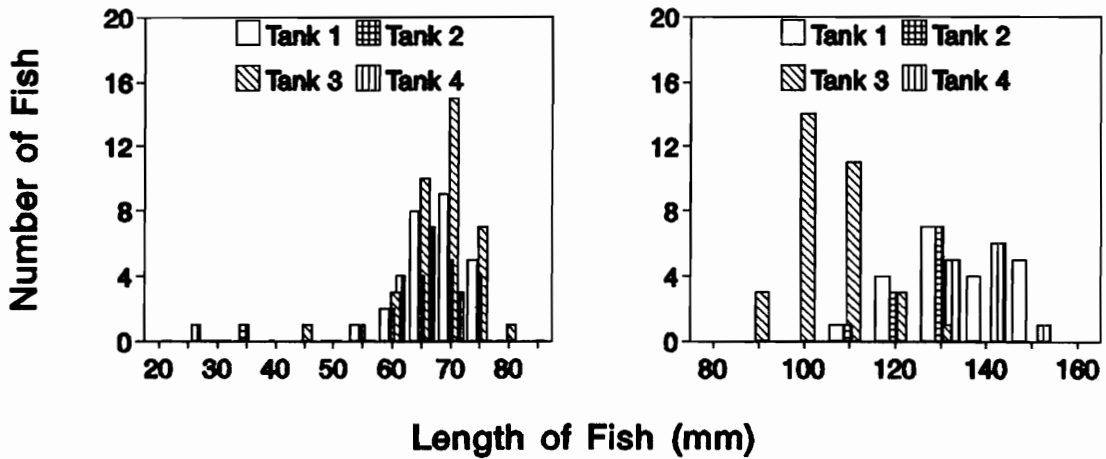 Number of Fish
20
16
12
8
4
0
Tank 1 Tank 2
Tank 3 Tank 4
20 30 40 50 60 70 80
20
16
12
8
4
0
Tank 1 Tank 2
Tank 3 Tank 4
80 100 120 140 160
Length of Fish (mm)